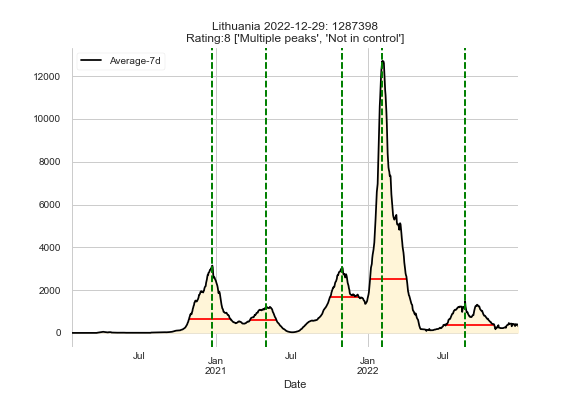 Lithuania 2022-12-29: 1287398
Rating:8 ['Multiple peaks', 'Not in control']
Average-7d
12000
10000
8000
6000
4000
2000
0
Jul
Jan
2021
Jul
Jan
2022
Jul
Date